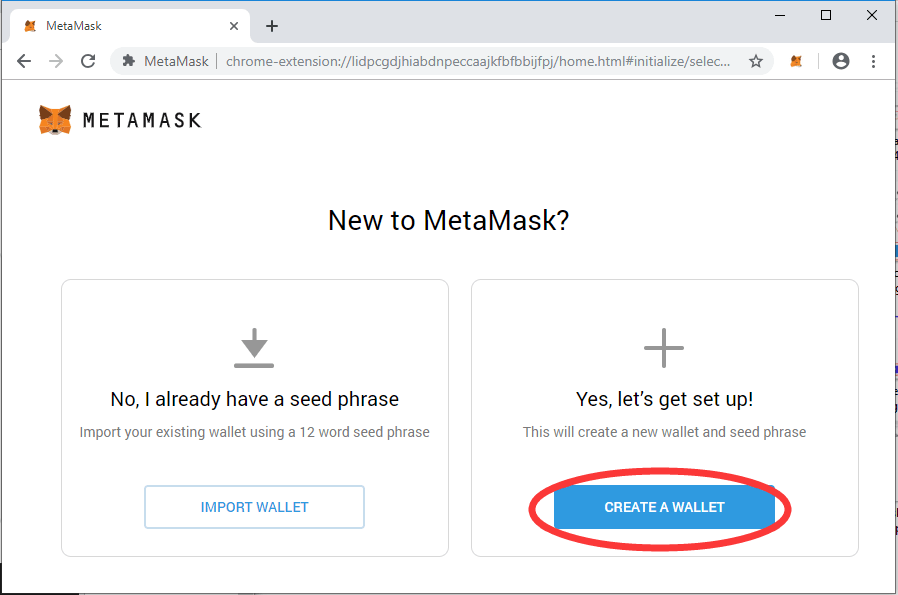 MetaMask
MetaMask chrome-extension://lidpcgdjhiabdnpeccaajkfbfbbijfpj/home.html#initialize/selec...
METAMASK
New to MetaMask?
No, I already have a seed phrase
Import your existing wallet using a 12 word seed phrase
IMPORT WALLET
Yes, let’s get set up!
This will create a new wallet and seed phrase
CREATE A WALLET